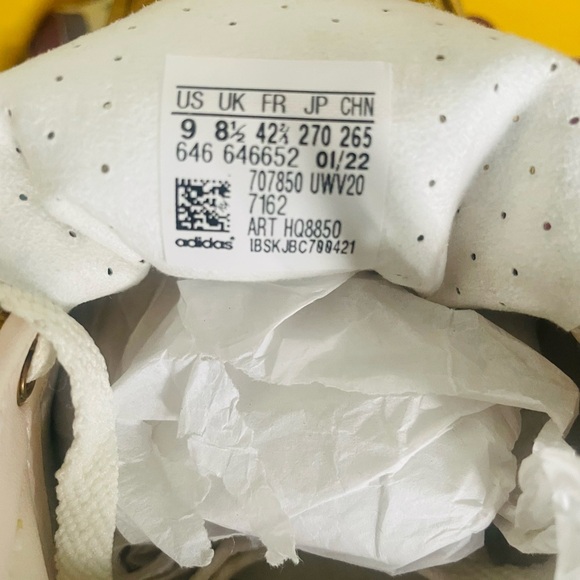 US UK FR JP CHN
9 8½ 42⅔ 270 265
646 646652 01/22
707850 UWV20
7162
ART HQ8850
adidas® 1BSKJBC700421